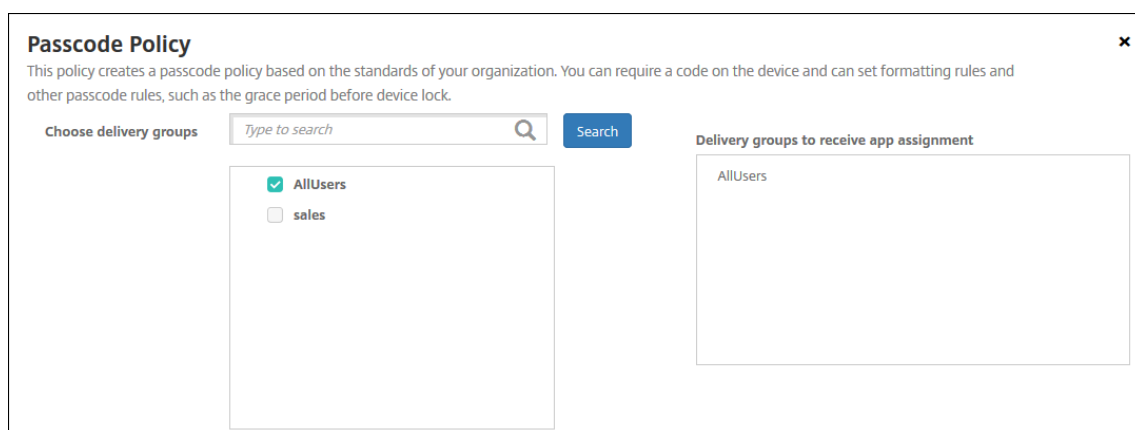 Passcode Policy
This policy creates a passcode policy based on the standards of your organization. You can require a code on the device and can set formatting rules and
other passcode rules, such as the grace period before device lock.
Choose delivery groups
Type to search
Search
Delivery groups to receive app assignment
AllUsers
AllUsers
sales